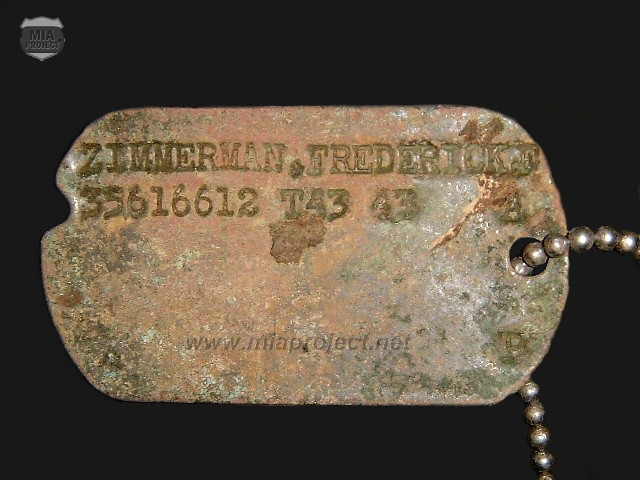 MIA
PROJECT
ZIMMERMAN,FREDERICK F
35616612 T43 43 A
www.miaproject.net